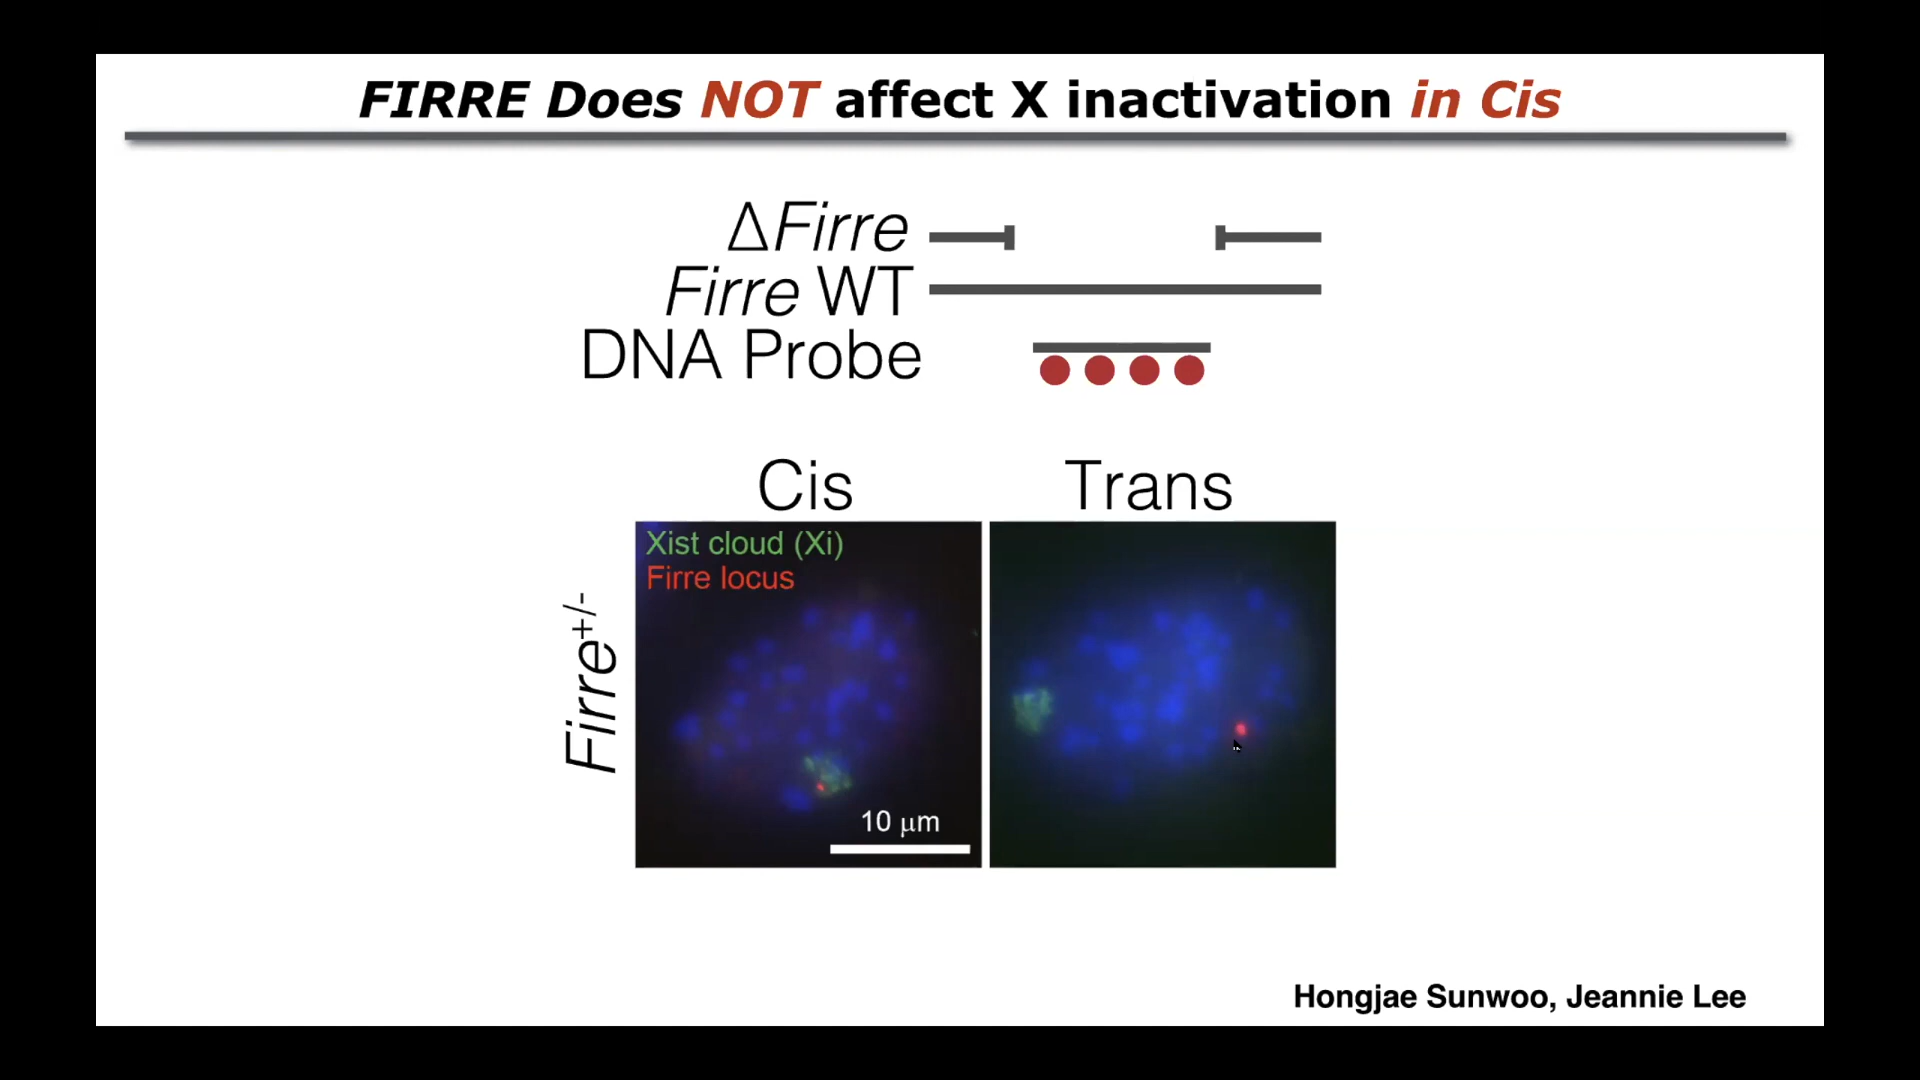 FIRRE Does NOT affect X inactivation in Cis
ΔFirre
Firre WT
DNA Probe
Cis
Trans
Xist cloud (Xi)
Firre locus
Firre+/-
10 μm
Hongjae Sunwoo, Jeannie Lee